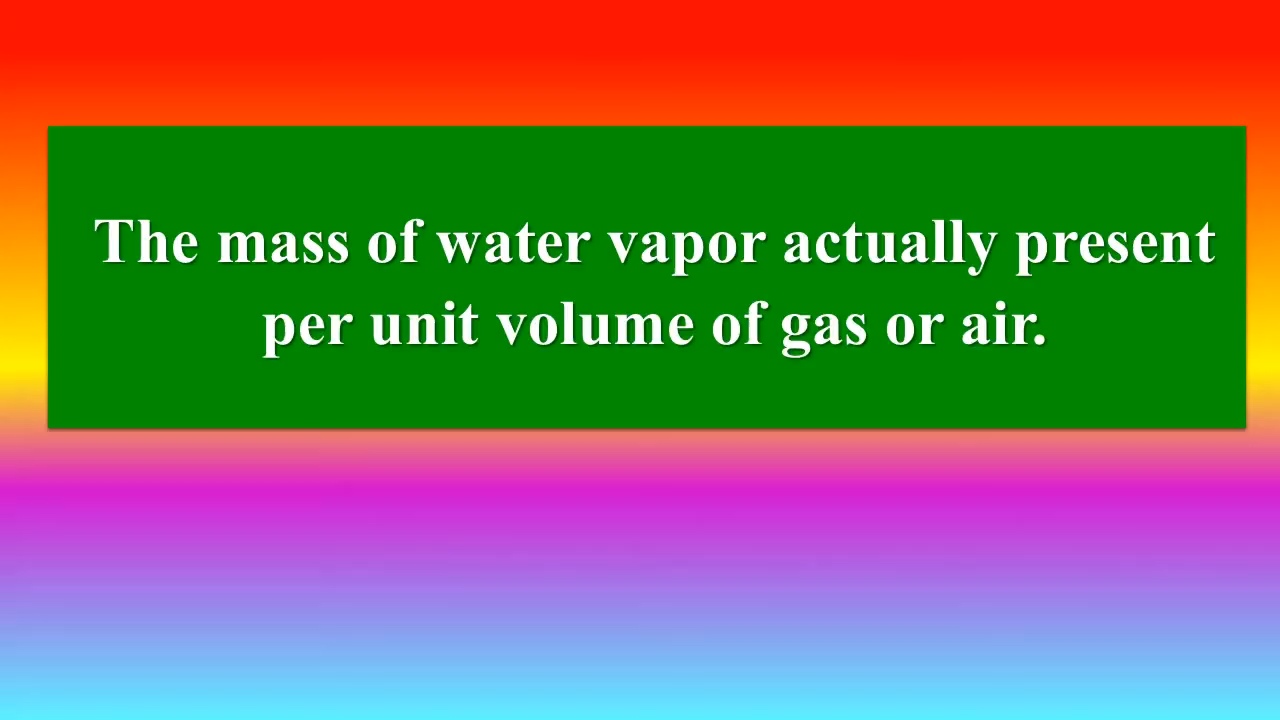 The mass of water vapor actually present
per unit volume of gas or air.